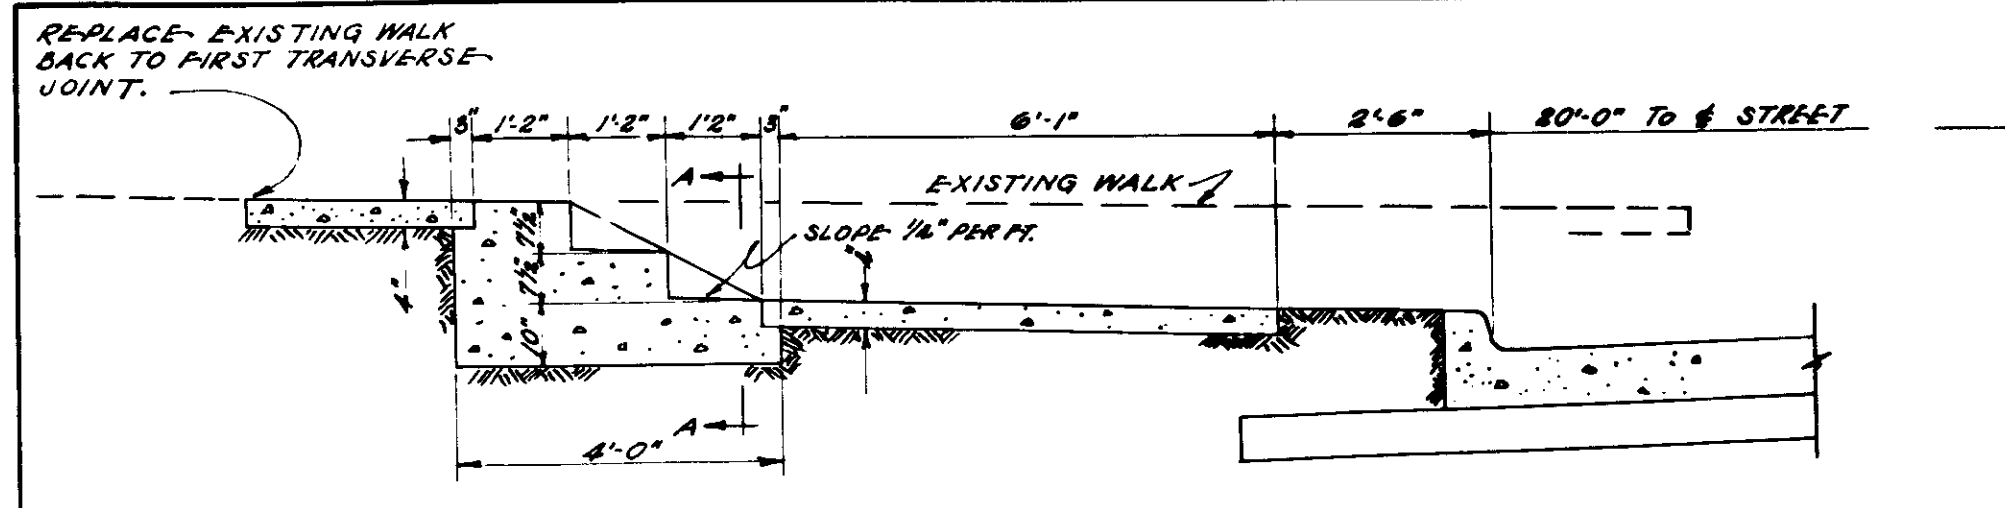 REPLACE EXISTING WALK
BACK TO FIRST TRANSVERSE
JOINT.
3" 1'-2" 1'-2" 1'2" 3" 6'-1" 2'-6" 20'-0" TO ℄ STREET
A
EXISTING WALK
SLOPE 1/4" PER FT.
7½"
7½"
10"
4"
A
4'-0"